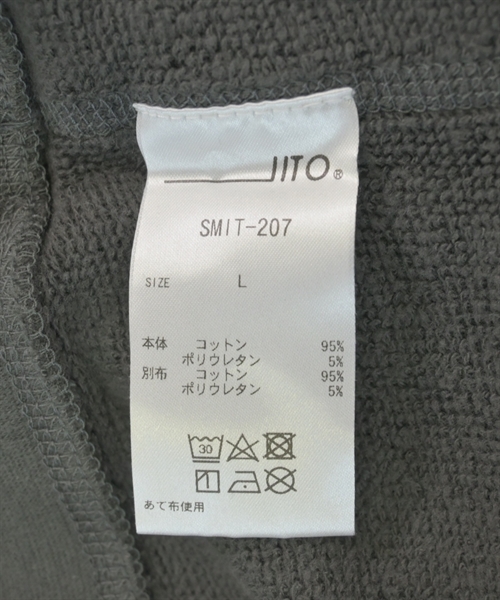 JITO®
SMIT-207
SIZE L
本体 コットン 95%
ポリウレタン 5%
別布 コットン 95%
ポリウレタン 5%
30
あて布使用